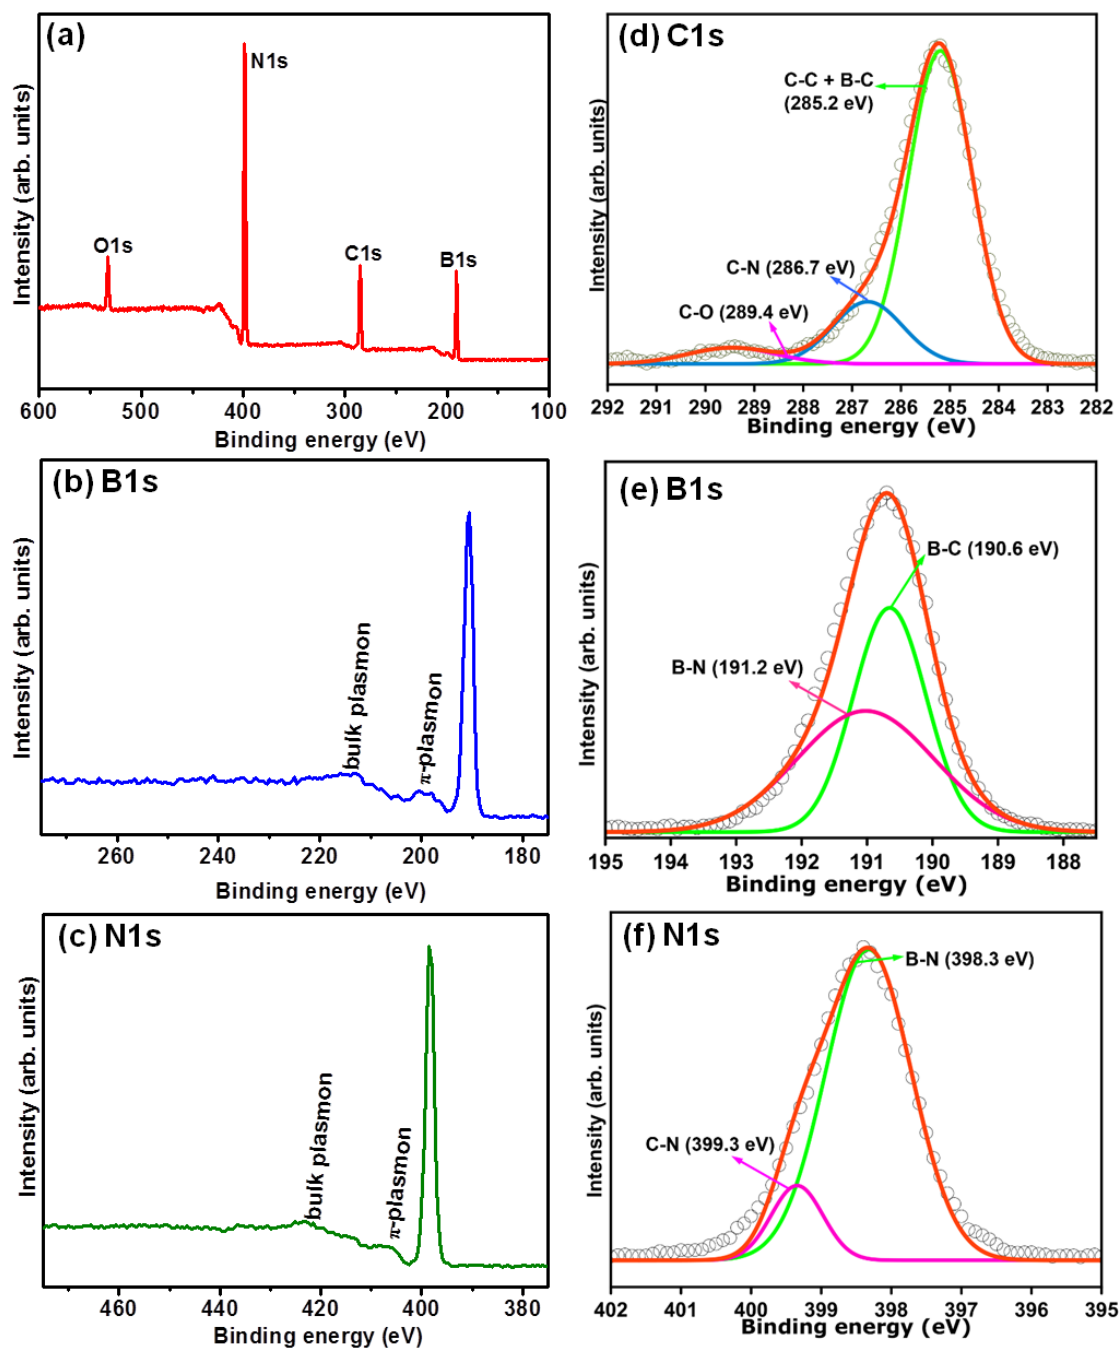 (a)
N1s
O1s
C1s
B1s
Intensity (arb. units)
600 500 400 300 200 100
Binding energy (eV)
(b) B1s
bulk plasmon
π-plasmon
Intensity (arb. units)
260 240 220 200 180
Binding energy (eV)
(c) N1s
bulk plasmon
π-plasmon
Intensity (arb. units)
460 440 420 400 380
Binding energy (eV)
(d) C1s
C-C + B-C
(285.2 eV)
C-N (286.7 eV)
C-O (289.4 eV)
Intensity (arb. units)
292 291 290 289 288 287 286 285 284 283 282
Binding energy (eV)
(e) B1s
B-C (190.6 eV)
B-N (191.2 eV)
Intensity (arb. units)
195 194 193 192 191 190 189 188
Binding energy (eV)
(f) N1s
B-N (398.3 eV)
C-N (399.3 eV)
Intensity (arb. units)
402 401 400 399 398 397 396 395
Binding energy (eV)